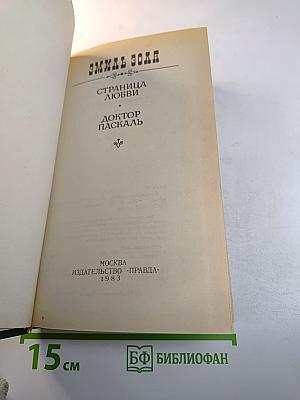 ЭМИЛЬ ЗОЛЯ
СТРАНИЦА
ЛЮБВИ
ДОКТОР
ПАСКАЛЬ
МОСКВА
ИЗДАТЕЛЬСТВО «ПРАВДА»
1983
15 см
БФ БИБЛИОФАН